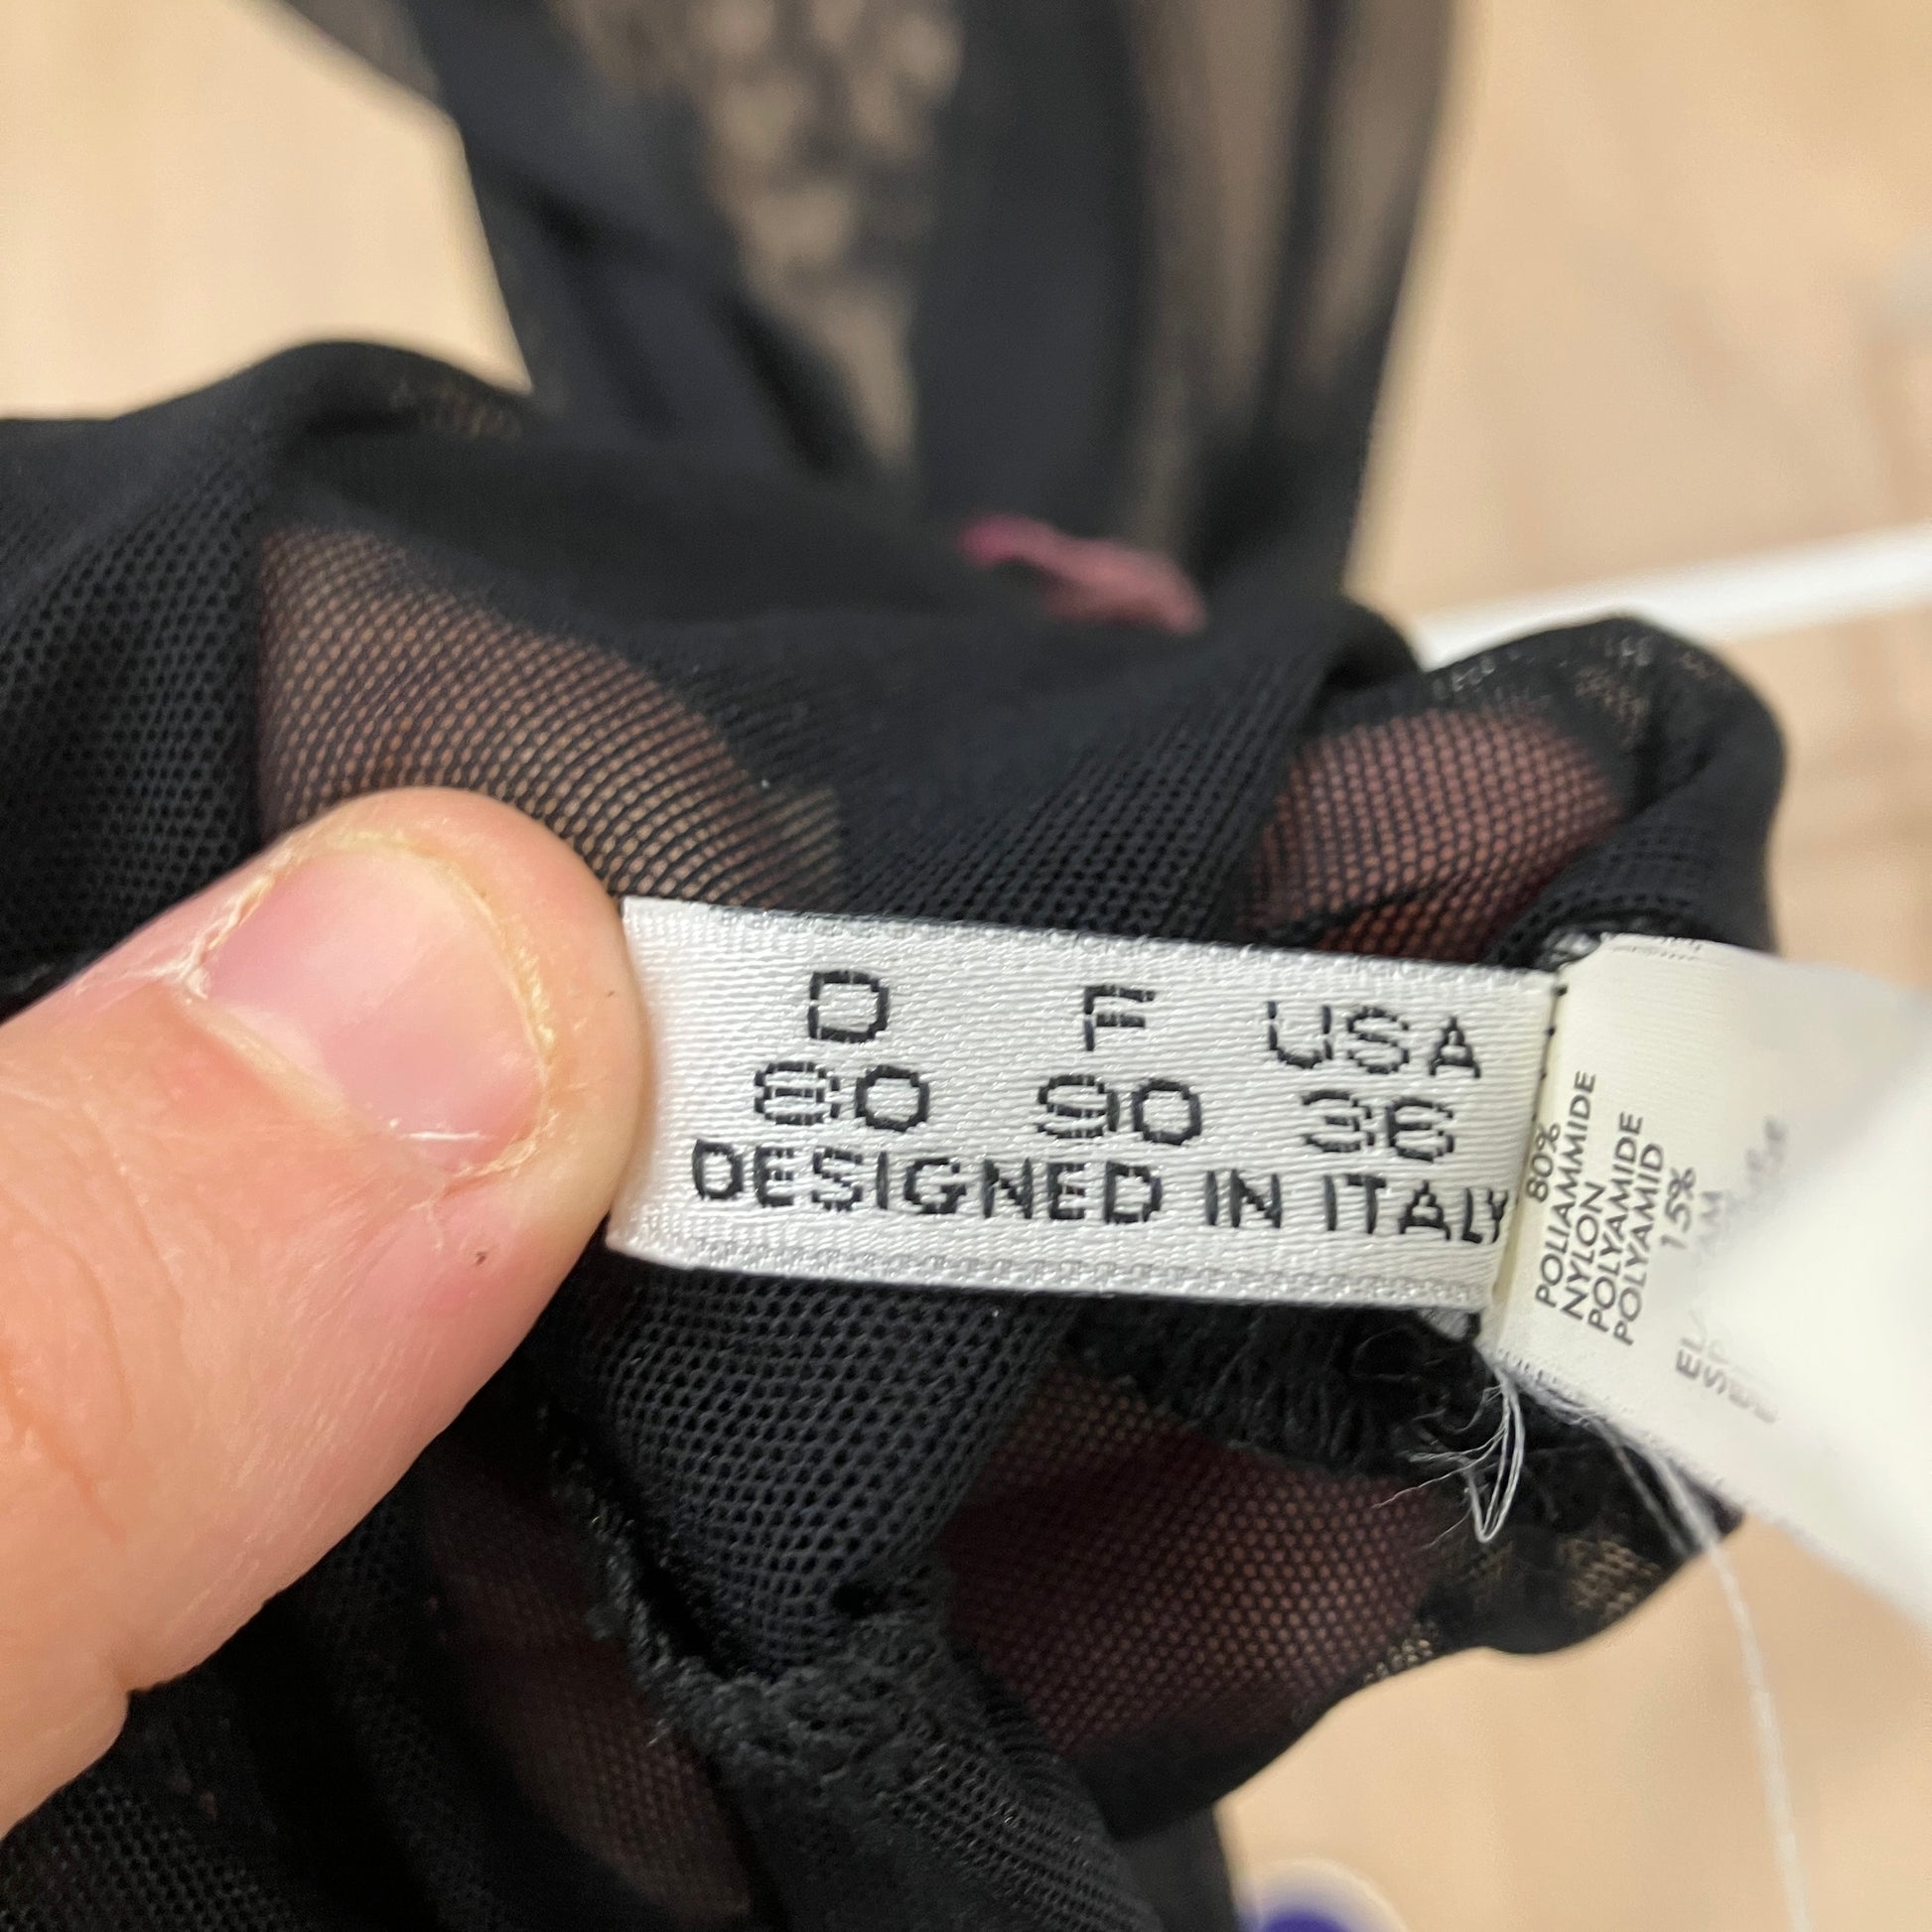 D F USA
80 90 36
DESIGNED IN ITALY
80%
POLIAMMIDE
NYLON
POLYAMIDE
POLYAMID
15%